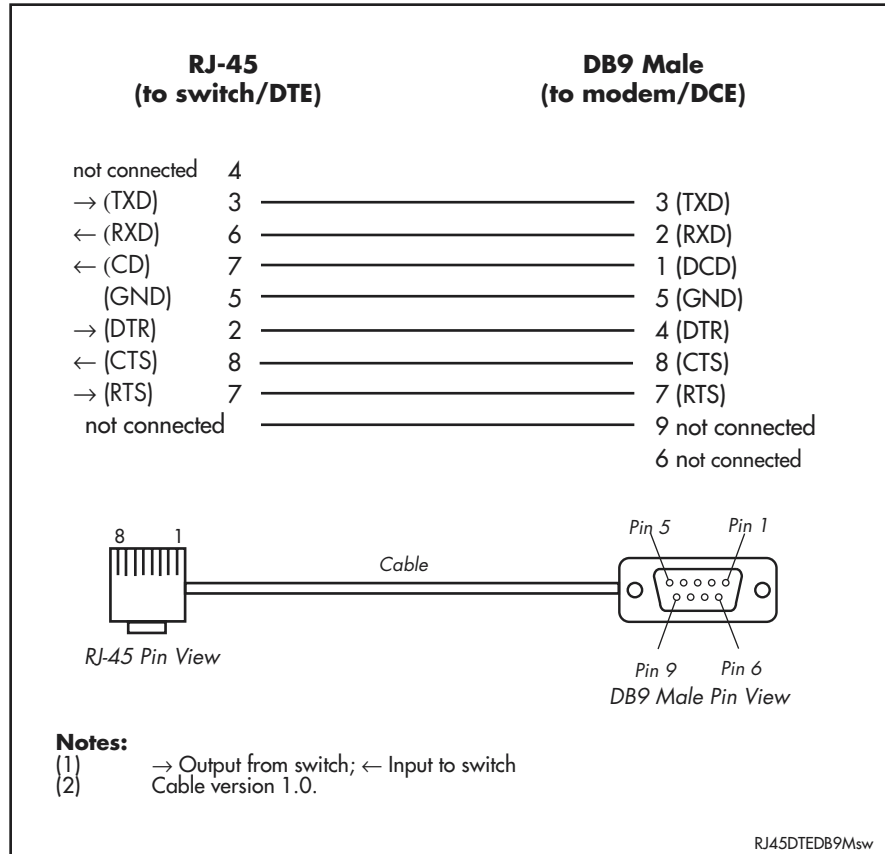 RJ-45 DB9 Male
(to switch/DTE) (to modem/DCE)
not connected 4
→ (TXD) 3 3 (TXD)
← (RXD) 6 2 (RXD)
← (CD) 7 1 (DCD)
(GND) 5 5 (GND)
→ (DTR) 2 4 (DTR)
← (CTS) 8 8 (CTS)
→ (RTS) 7 7 (RTS)
not connected 9 not connected
6 not connected
8 1 Pin 5 Pin 1
Cable
RJ-45 Pin View
Pin 9 Pin 6
DB9 Male Pin View
Notes:
(1) → Output from switch; ← Input to switch
(2) Cable version 1.0.
RJ45DTEDB9Msw